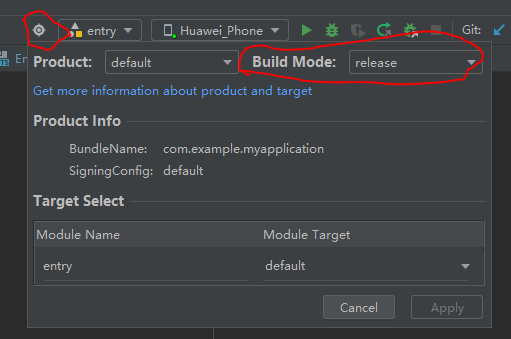 entry Huawei_Phone Git:
En
TS
Product: default Build Mode: release
Get more information about product and target
Product Info
BundleName: com.example.myapplication
SigningConfig: default
Target Select
Module Name Module Target
entry default
Cancel Apply